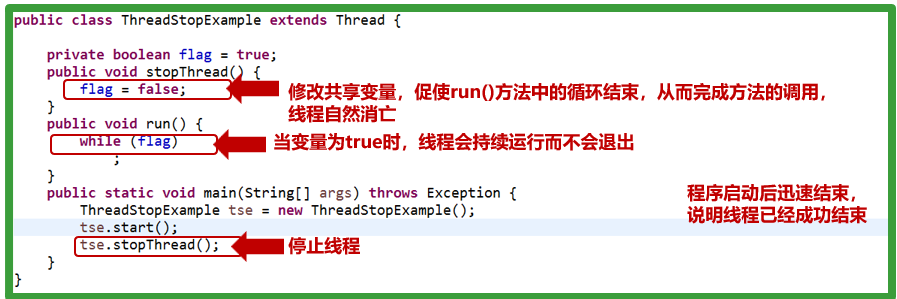 public class ThreadStopExample extends Thread {
private boolean flag = true;
public void stopThread() {
flag = false;
修改共享变量，促使run()方法中的循环结束，从而完成方法的调用，
线程自然消亡
}
public void run() {
while (flag)
当变量为true时，线程会持续运行而不会退出
;
}
public static void main(String[] args) throws Exception {
ThreadStopExample tse = new ThreadStopExample();
tse.start();
tse.stopThread();
停止线程
}
}
程序启动后迅速结束，
说明线程已经成功结束